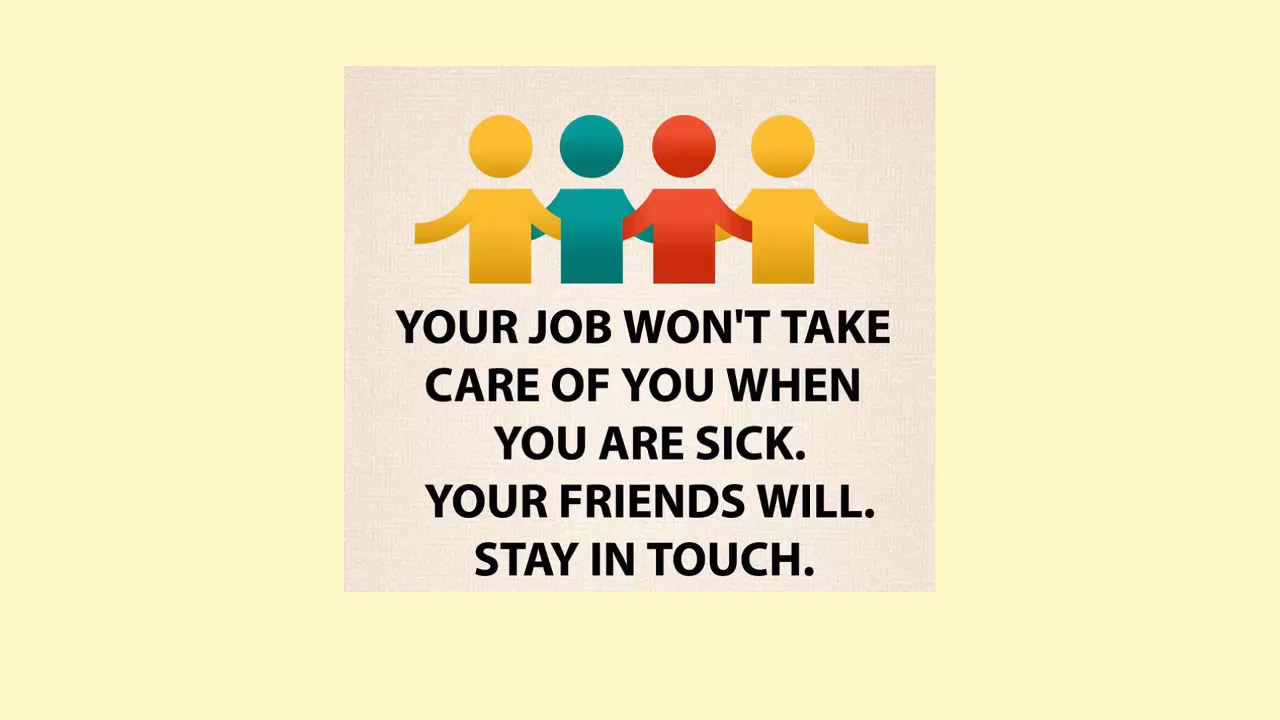 YOUR JOB WON'T TAKE
CARE OF YOU WHEN
YOU ARE SICK.
YOUR FRIENDS WILL.
STAY IN TOUCH.